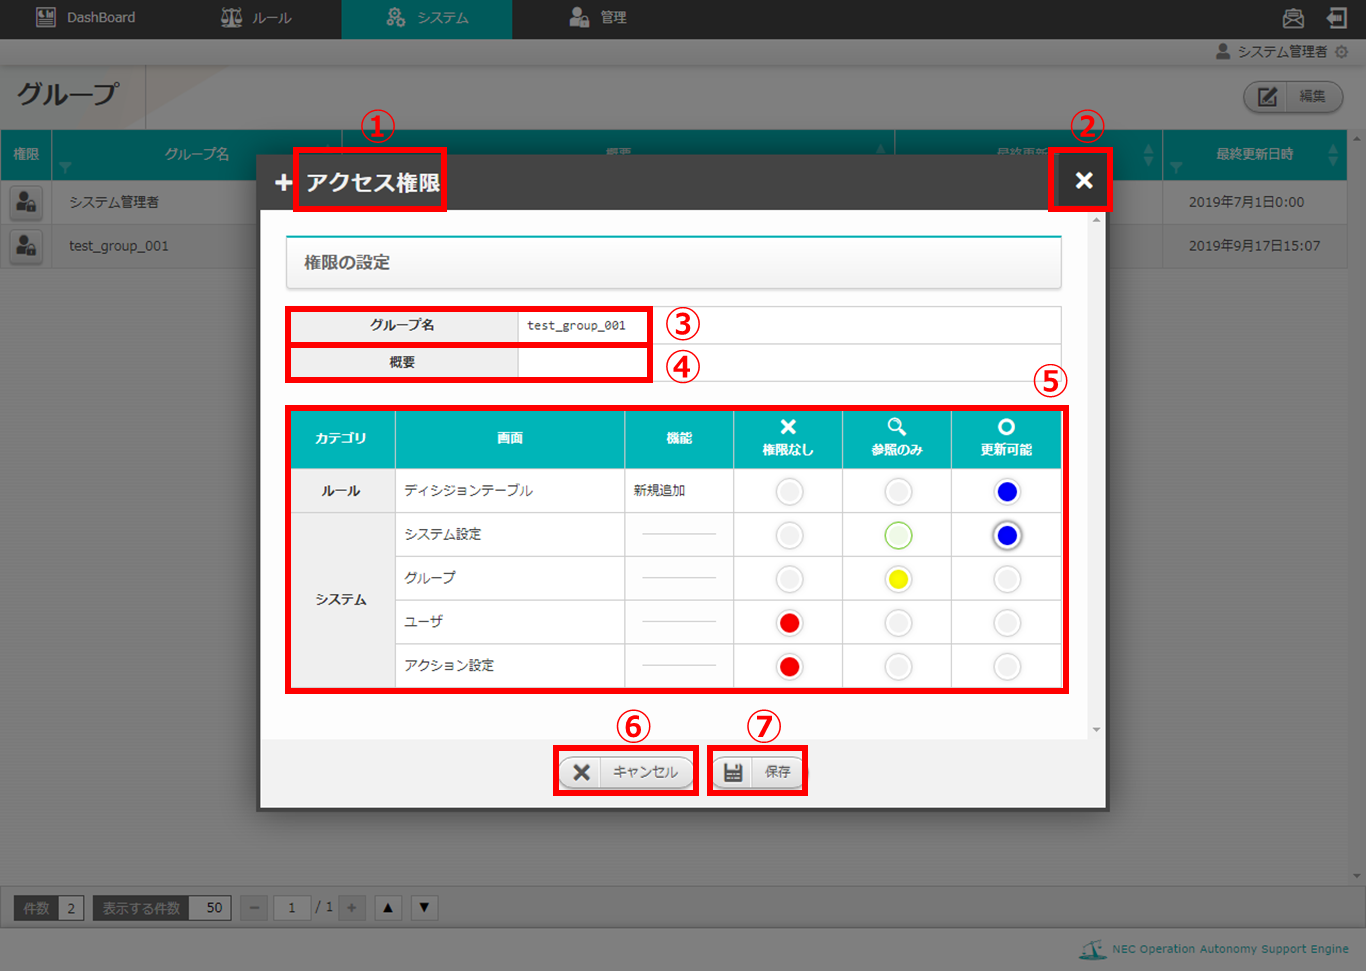 DashBoard
ルール
システム
管理
システム管理者
グループ
編集
①
②
権限
グループ名
概要
最終更新
最終更新日時
+ アクセス権限
システム管理者
2019年7月1日0:00
test_group_001
2019年9月17日15:07
権限の設定
グループ名
test_group_001
③
概要
④
⑤
カテゴリ
画面
機能
権限なし
参照のみ
更新可能
ルール
ディシジョンテーブル
新規追加
システム
システム設定
グループ
ユーザ
アクション設定
⑥
⑦
キャンセル
保存
件数 2
表示する件数 50
− 1 / 1 + ▲ ▼
NEC Operation Autonomy Support Engine